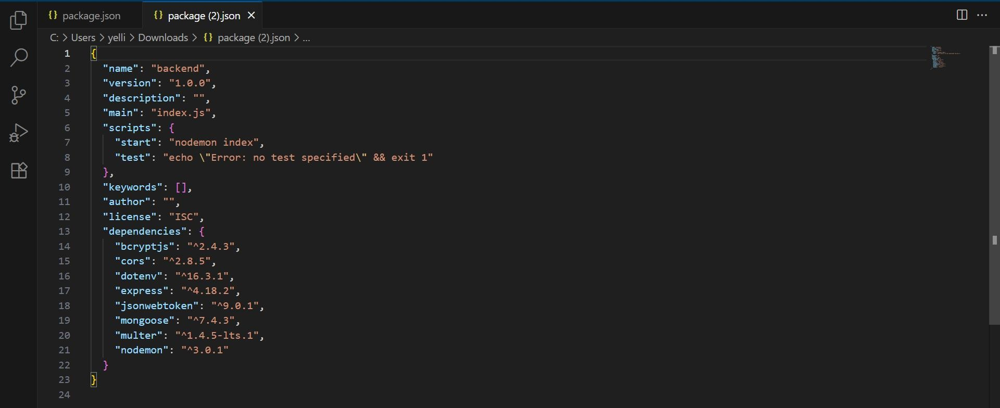 package.json package (2).json
C: > Users > yelli > Downloads > {} package (2).json > ...
1 {
2 "name": "backend",
3 "version": "1.0.0",
4 "description": "",
5 "main": "index.js",
6 "scripts": {
7 "start": "nodemon index",
8 "test": "echo \"Error: no test specified\" && exit 1"
9 },
10 "keywords": [],
11 "author": "",
12 "license": "ISC",
13 "dependencies": {
14 "bcryptjs": "^2.4.3",
15 "cors": "^2.8.5",
16 "dotenv": "^16.3.1",
17 "express": "^4.18.2",
18 "jsonwebtoken": "^9.0.1",
19 "mongoose": "^7.4.3",
20 "multer": "^1.4.5-lts.1",
21 "nodemon": "^3.0.1"
22 }
23 }
24